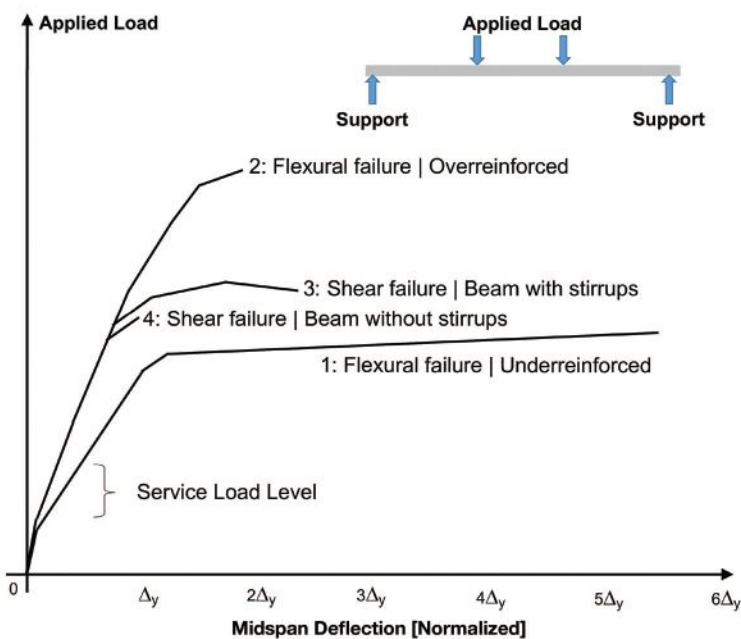 Applied Load
Applied Load
Support
Support
2: Flexural failure | Overreinforced
3: Shear failure | Beam with stirrups
4: Shear failure | Beam without stirrups
1: Flexural failure | Underreinforced
Service Load Level
0
Δy
2Δy
3Δy
4Δy
5Δy
6Δy
Midspan Deflection [Normalized]